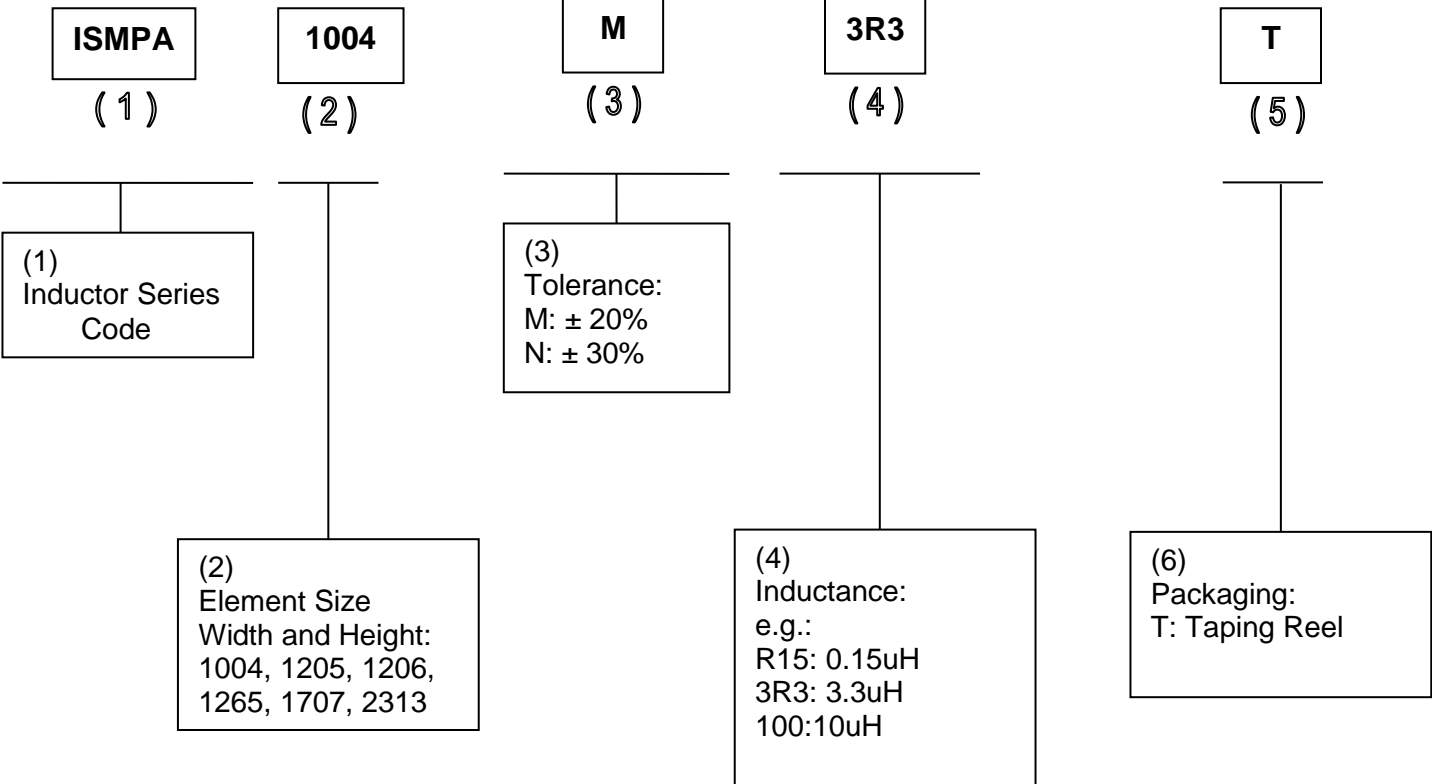 ISMPA 1004 M 3R3 T
(1) (2) (3) (4) (5)
(1)
Inductor Series
Code
(3)
Tolerance:
M: ± 20%
N: ± 30%
(2)
Element Size
Width and Height:
1004, 1205, 1206,
1265, 1707, 2313
(4)
Inductance:
e.g.:
R15: 0.15uH
3R3: 3.3uH
100:10uH
(6)
Packaging:
T: Taping Reel